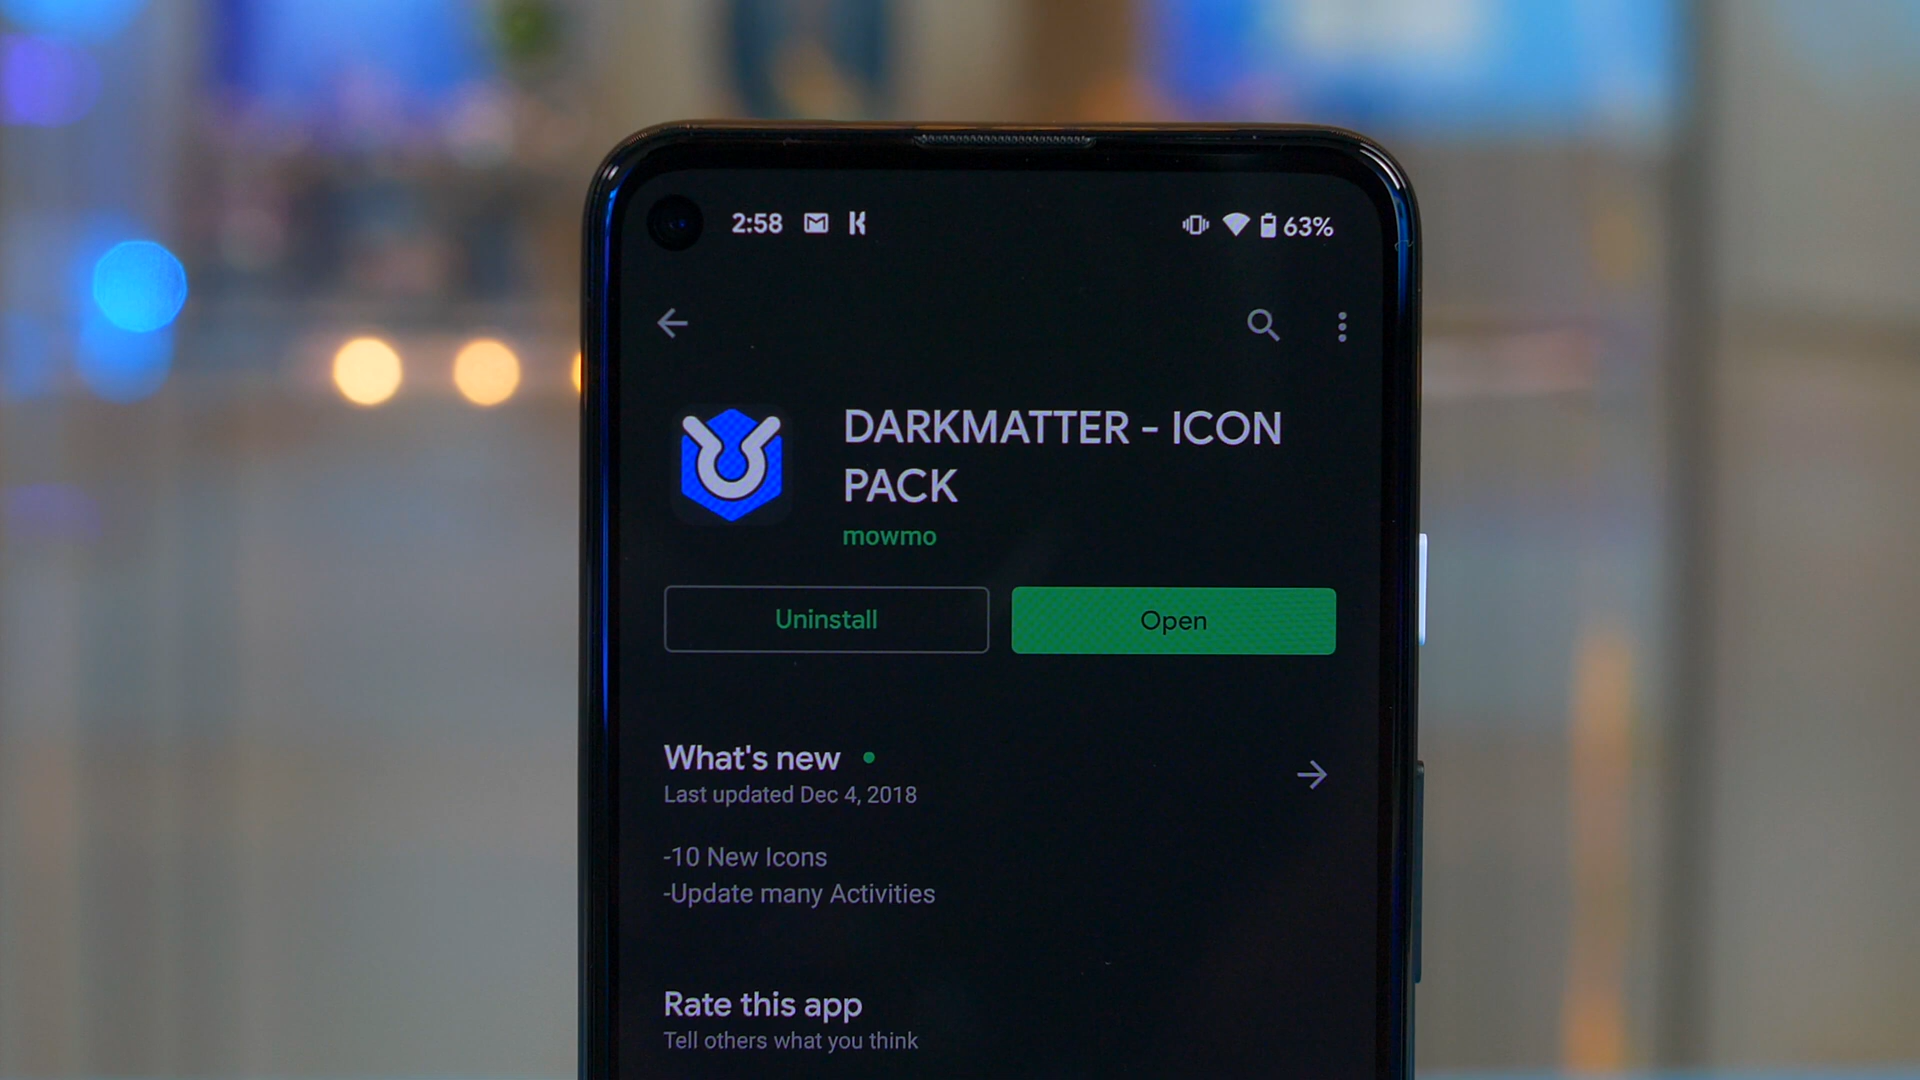 2:58
63%
DARKMATTER - ICON
PACK
mowmo
Uninstall
Open
What's new
Last updated Dec 4, 2018
-10 New Icons
-Update many Activities
Rate this app
Tell others what you think